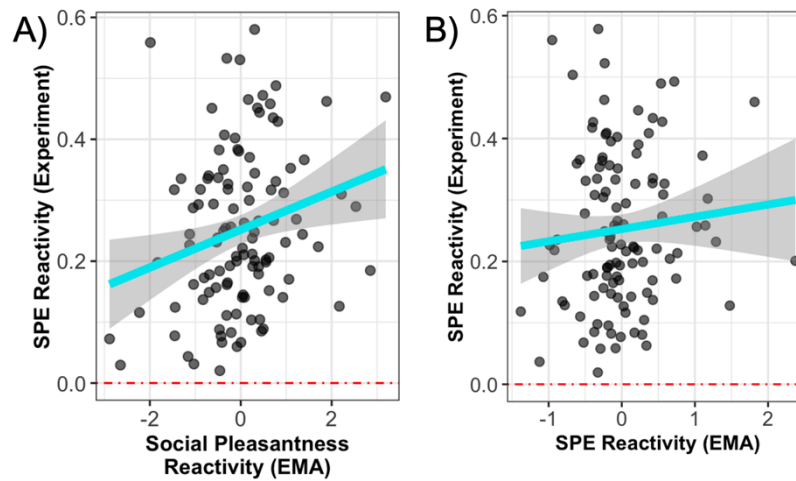 A)
SPE Reactivity (Experiment)
0.6
0.4
0.2
0.0
-2
0
2
Social Pleasantness
Reactivity (EMA)
B)
SPE Reactivity (Experiment)
0.6
0.4
0.2
0.0
-1
0
1
2
SPE Reactivity (EMA)